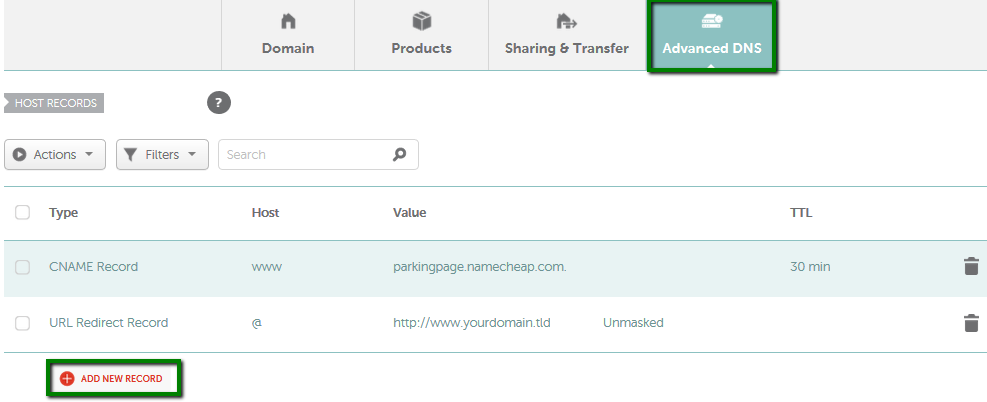 Domain Products Sharing & Transfer Advanced DNS
HOST RECORDS ?
Actions Filters Search
Type Host Value TTL
CNAME Record www parkingpage.namecheap.com. 30 min
URL Redirect Record @ http://www.yourdomain.tld Unmasked
ADD NEW RECORD